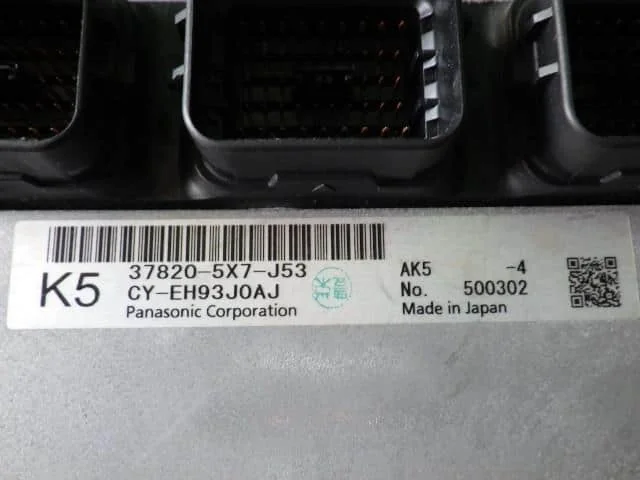 K5
37820-5X7-J53
CY-EH93J0AJ
Panasonic Corporation
AK5 -4
No. 500302
Made in Japan